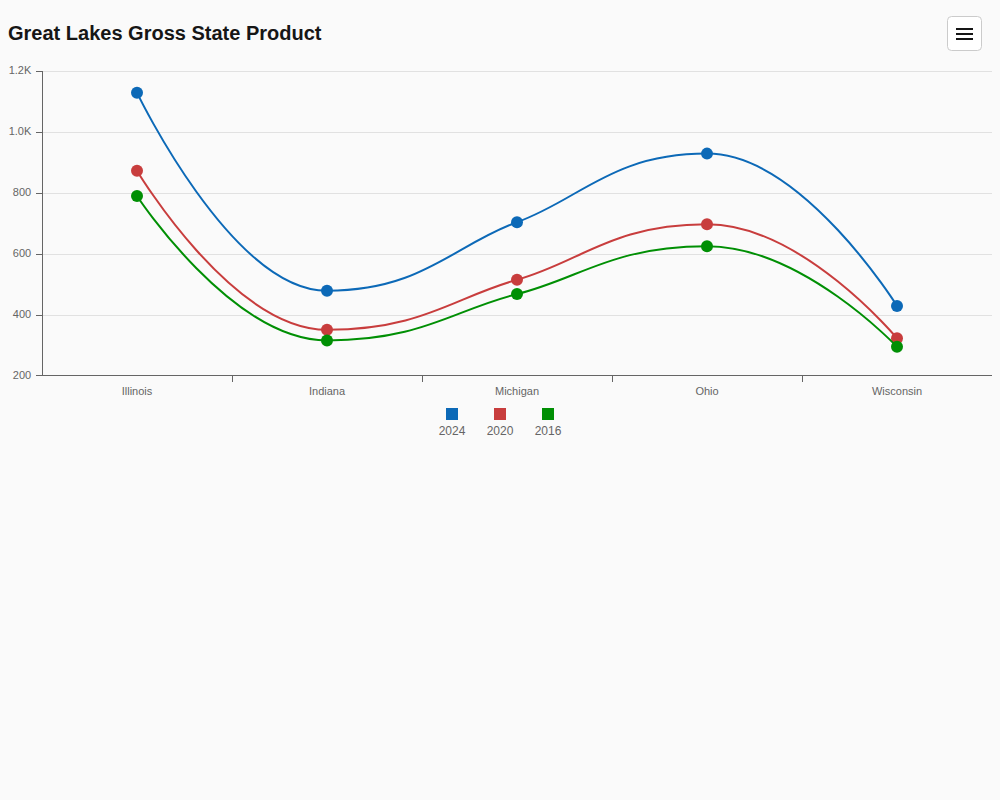 Great Lakes Gross State Product
1.2K
1.0K
800
600
400
200
Illinois Indiana Michigan Ohio Wisconsin
2024 2020 2016